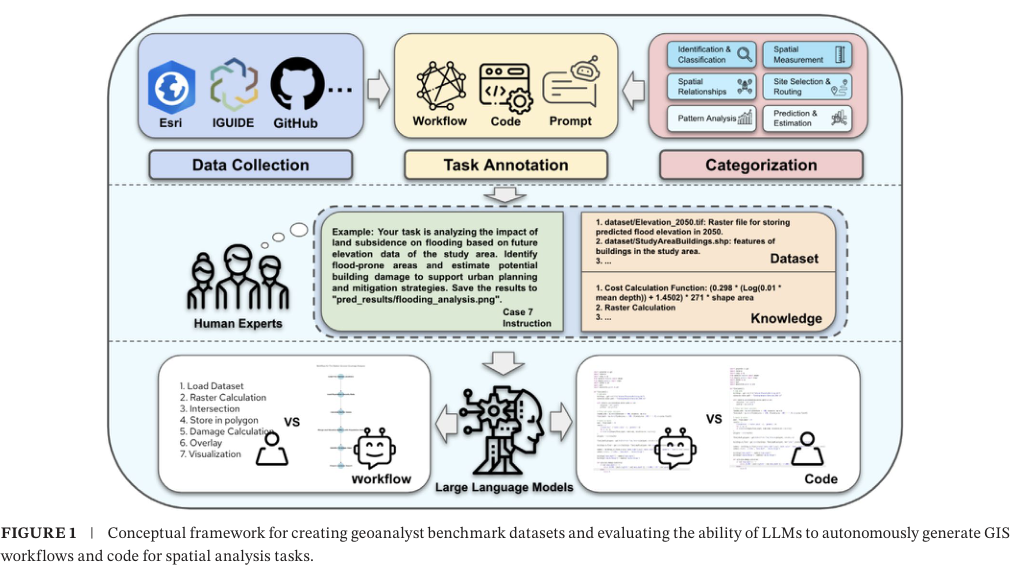 Esri
IGUIDE
GitHub
...
Data Collection
Workflow
Code
Prompt
Task Annotation
Identification &
Classification
Spatial
Measurement
Spatial
Relationships
Site Selection &
Routing
Pattern Analysis
Prediction &
Estimation
Categorization
Human Experts
Example: Your task is analyzing the impact of
land subsidence on flooding based on future
elevation data of the study area. Identify
flood-prone areas and estimate potential
building damage to support urban planning
and mitigation strategies. Save the results to
"pred_results/flooding_analysis.png".
Case 7
Instruction
1. dataset/Elevation_2050.tif: Raster file for storing
predicted flood elevation in 2050.
2. dataset/StudyAreaBuildings.shp: features of
buildings in the study area.
3. ...
Dataset
1. Cost Calculation Function: (0.298 * (Log(0.01 *
mean depth)) + 1.4502) * 271 * shape area
2. Raster Calculation
3. ...
Knowledge
1. Load Dataset
2. Raster Calculation
3. Intersection
4. Store in polygon
5. Damage Calculation
6. Overlay
7. Visualization
VS
Workflow
Large Language Models
VS
Code
FIGURE 1 | Conceptual framework for creating geoanalyst benchmark datasets and evaluating the ability of LLMs to autonomously generate GIS
workflows and code for spatial analysis tasks.